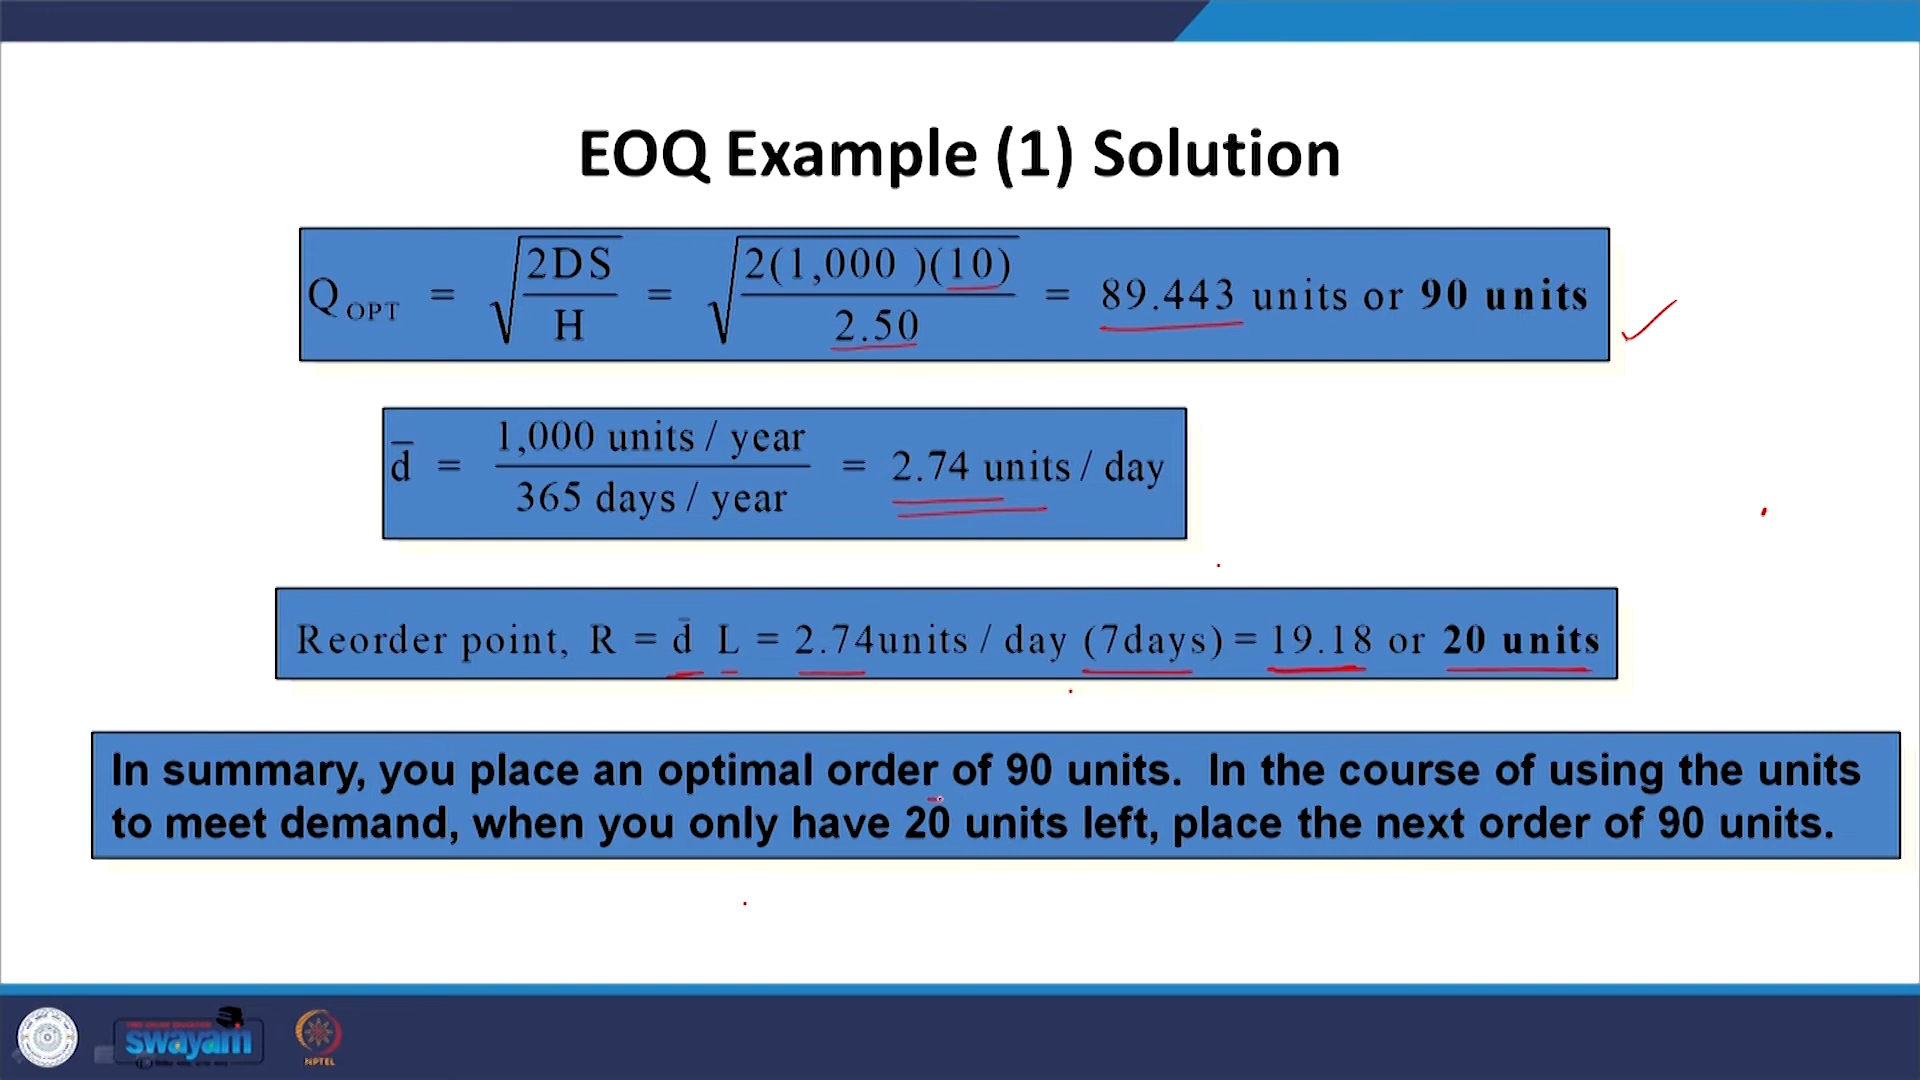 EOQ Example (1) Solution
Q OPT = √(2DS / H) = √(2(1,000 )(10) / 2.50) = 89.443 units or 90 units
d̅ = 1,000 units / year / 365 days / year = 2.74 units / day
Reorder point, R = d̅ L = 2.74units / day (7days) = 19.18 or 20 units
In summary, you place an optimal order of 90 units. In the course of using the units
to meet demand, when you only have 20 units left, place the next order of 90 units.
swayam
NPTEL